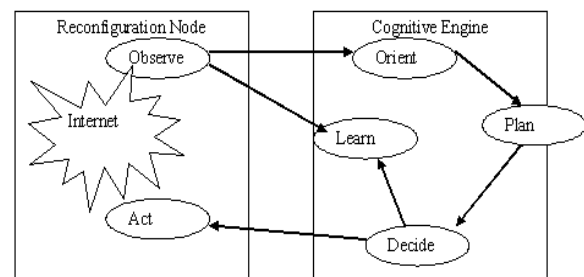 Reconfiguration Node
Cognitive Engine
Observe
Orient
Internet
Learn
Plan
Act
Decide